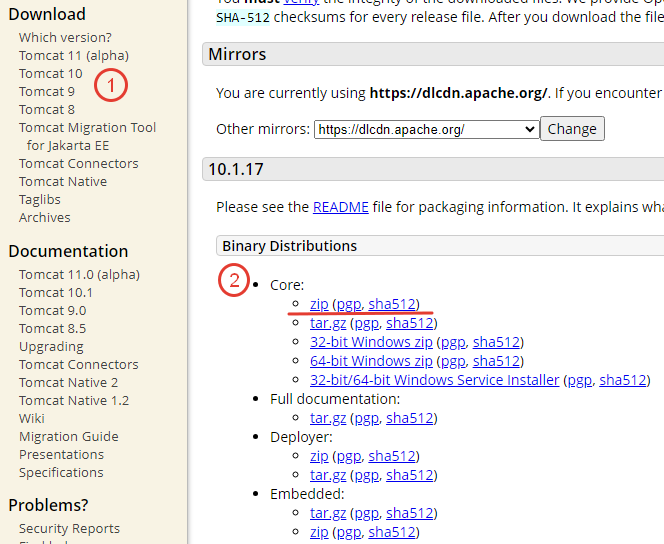 Download
Which version?
Tomcat 11 (alpha)
Tomcat 10
Tomcat 9
Tomcat 8
Tomcat Migration Tool
for Jakarta EE
Tomcat Connectors
Tomcat Native
Taglibs
Archives
1
Documentation
Tomcat 11.0 (alpha)
Tomcat 10.1
Tomcat 9.0
Tomcat 8.5
Upgrading
Tomcat Connectors
Tomcat Native 2
Tomcat Native 1.2
Wiki
Migration Guide
Presentations
Specifications
Problems?
Security Reports
You must verify the integrity of the downloaded files. We provide Ope
SHA-512 checksums for every release file. After you download the file
Mirrors
You are currently using https://dlcdn.apache.org/. If you encounter
Other mirrors: https://dlcdn.apache.org/ Change
10.1.17
Please see the README file for packaging information. It explains wha
Binary Distributions
2
Core:
zip (pgp, sha512)
tar.gz (pgp, sha512)
32-bit Windows zip (pgp, sha512)
64-bit Windows zip (pgp, sha512)
32-bit/64-bit Windows Service Installer (pgp, sha512)
Full documentation:
tar.gz (pgp, sha512)
Deployer:
zip (pgp, sha512)
tar.gz (pgp, sha512)
Embedded:
tar.gz (pgp, sha512)
zip (pgp, sha512)